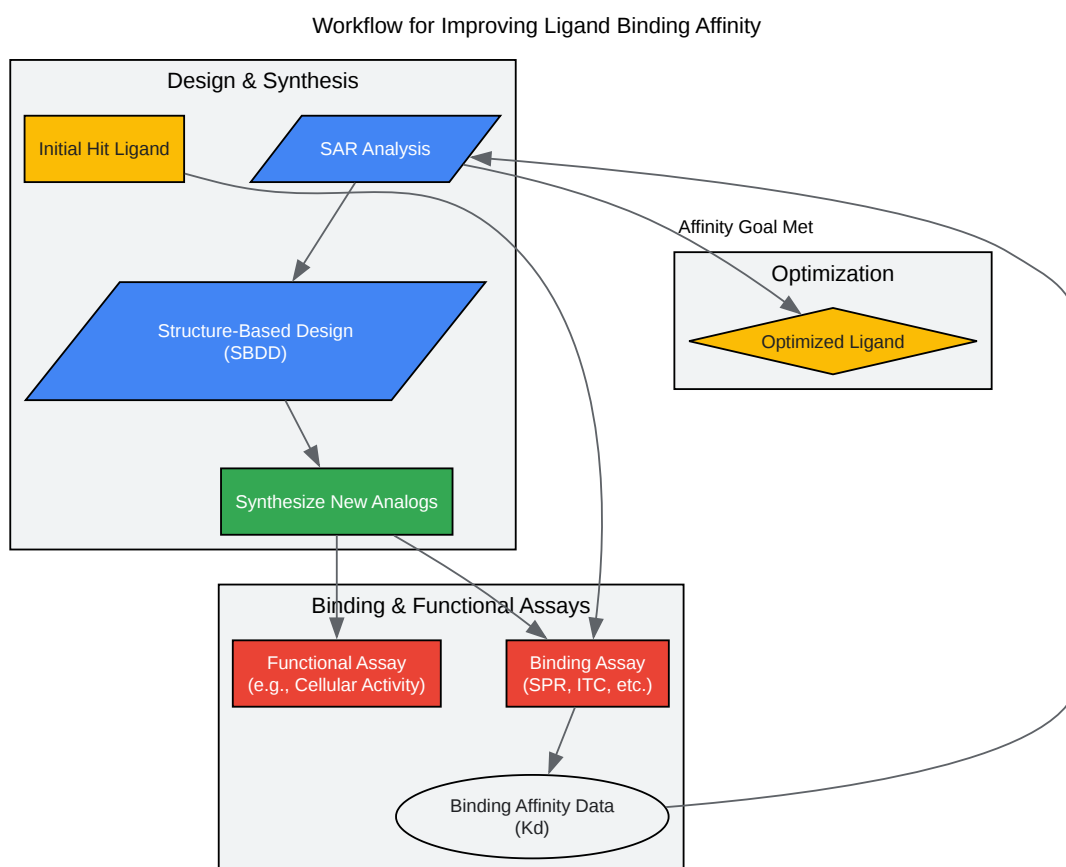 Workflow for Improving Ligand Binding Affinity
Design & Synthesis
Initial Hit Ligand
SAR Analysis
Affinity Goal Met
Optimization
Structure-Based Design
(SBDD)
Optimized Ligand
Synthesize New Analogs
Binding & Functional Assays
Functional Assay
(e.g., Cellular Activity)
Binding Assay
(SPR, ITC, etc.)
Binding Affinity Data
(Kd)